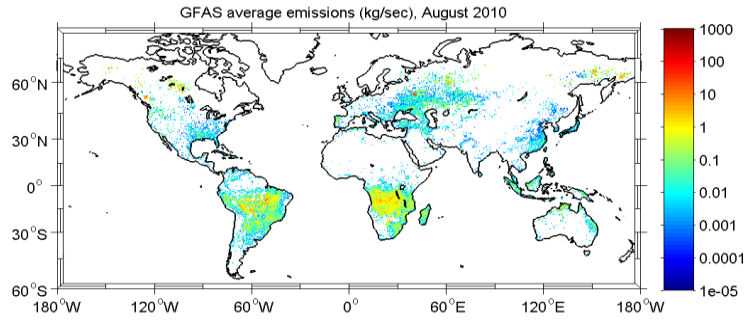 GFAS average emissions (kg/sec), August 2010
60°N
30°N
0°
30°S
60°S
180°W
120°W
60°W
0°
60°E
120°E
180°W
1000
100
10
1
0.1
0.01
0.001
0.0001
1e-05